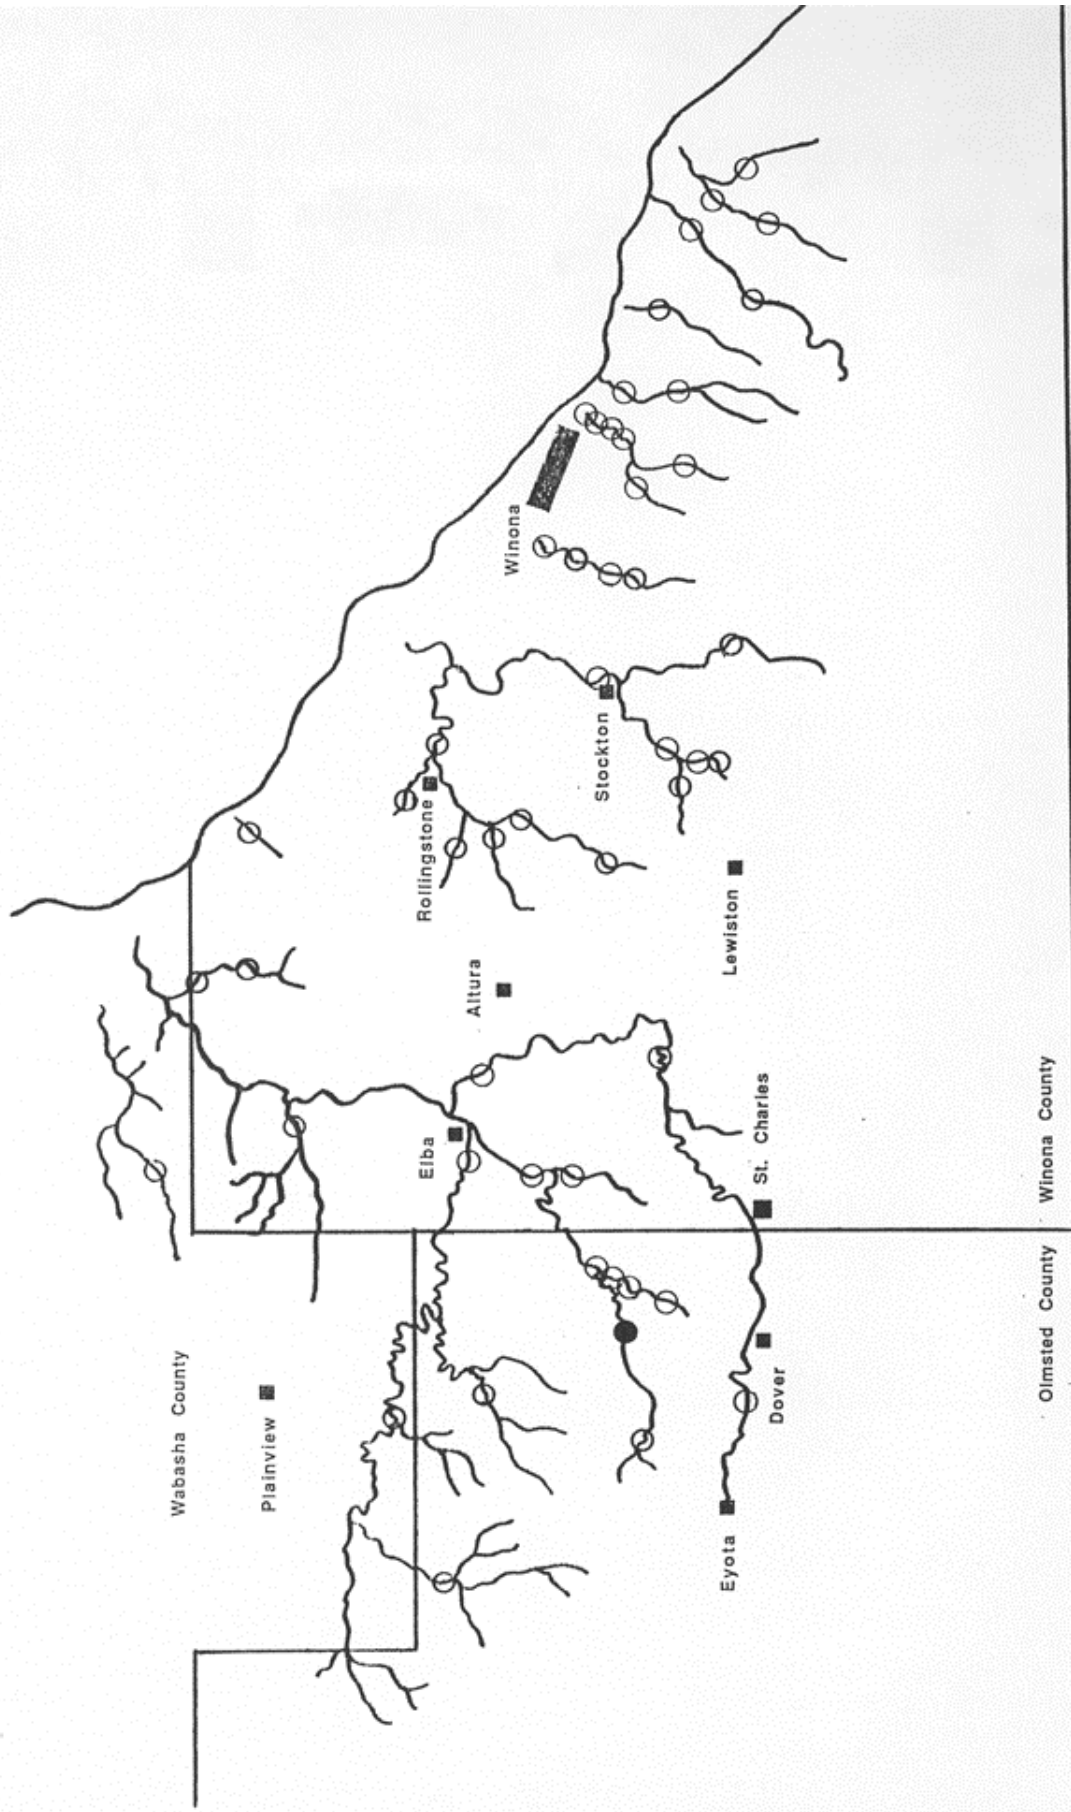 Wabasha County
Plainview
Elba
Altura
Rollingstone
Winona
Stockton
Lewiston
St. Charles
Dover
Eyota
Olmsted County
Winona County